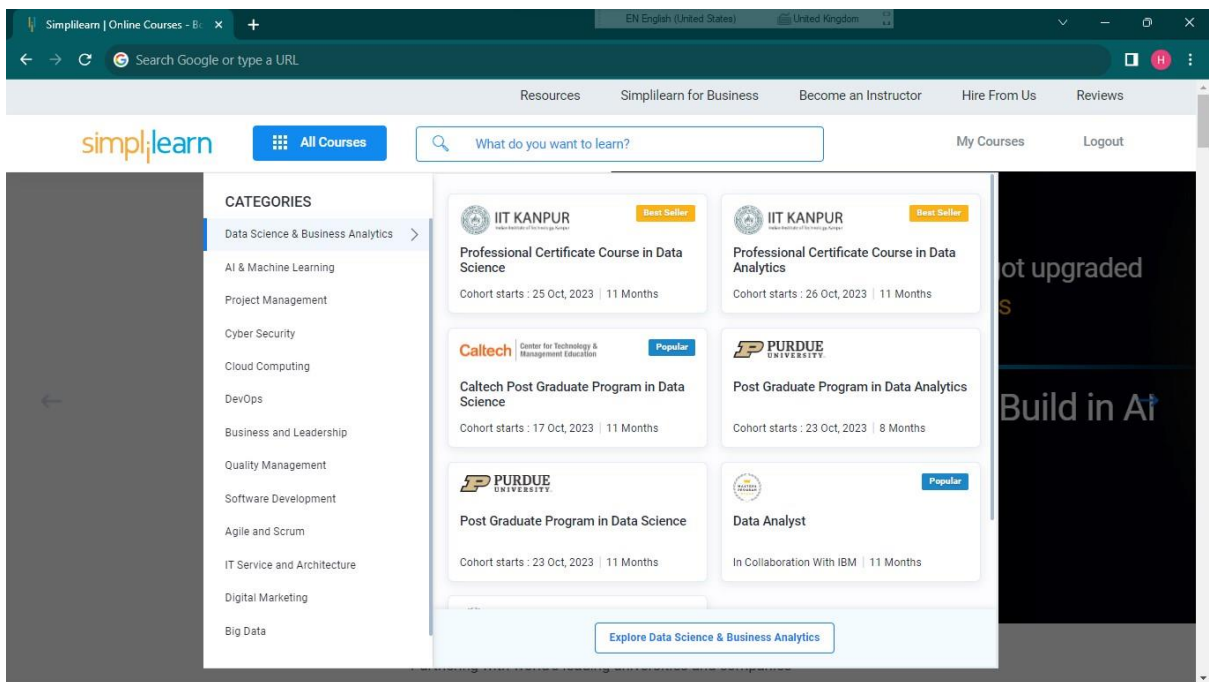 Simplilearn | Online Courses - Bo
EN English (United States)
United Kingdom
Search Google or type a URL
H
Resources
Simplilearn for Business
Become an Instructor
Hire From Us
Reviews
simplilearn
All Courses
What do you want to learn?
My Courses
Logout
CATEGORIES
Data Science & Business Analytics
AI & Machine Learning
Project Management
Cyber Security
Cloud Computing
DevOps
Business and Leadership
Quality Management
Software Development
Agile and Scrum
IT Service and Architecture
Digital Marketing
Big Data
IIT KANPUR
Best Seller
Professional Certificate Course in Data
Science
Cohort starts : 25 Oct, 2023 | 11 Months
IIT KANPUR
Best Seller
Professional Certificate Course in Data
Analytics
Cohort starts : 26 Oct, 2023 | 11 Months
Caltech
Center for Technology &
Management Education
Popular
Caltech Post Graduate Program in Data
Science
Cohort starts : 17 Oct, 2023 | 11 Months
PURDUE
UNIVERSITY.
Post Graduate Program in Data Analytics
Cohort starts : 23 Oct, 2023 | 8 Months
PURDUE
UNIVERSITY.
Post Graduate Program in Data Science
Cohort starts : 23 Oct, 2023 | 11 Months
Popular
Data Analyst
In Collaboration With IBM | 11 Months
Explore Data Science & Business Analytics
ot upgraded
s
Build in AI